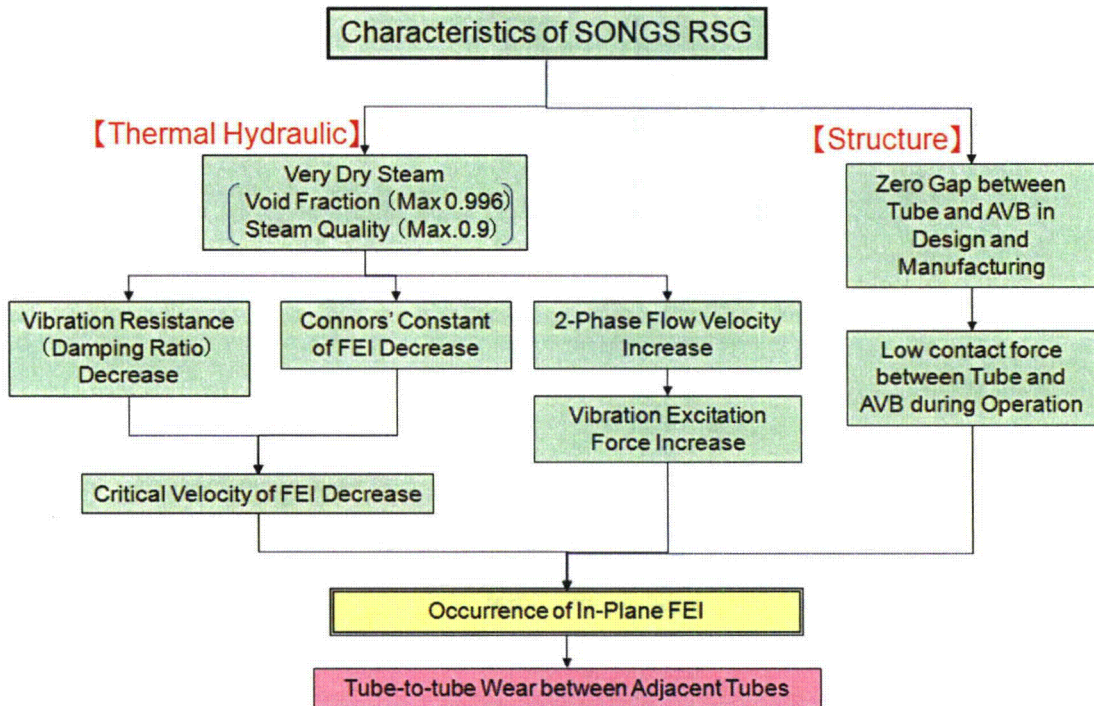 Characteristics of SONGS RSG
【Thermal Hydraulic】
【Structure】
Very Dry Steam
Void Fraction (Max 0.996)
Steam Quality (Max.0.9)
Zero Gap between
Tube and AVB in
Design and
Manufacturing
Vibration Resistance
(Damping Ratio)
Decrease
Connors' Constant
of FEI Decrease
2-Phase Flow Velocity
Increase
Low contact force
between Tube and
AVB during Operation
Vibration Excitation
Force Increase
Critical Velocity of FEI Decrease
Occurrence of In-Plane FEI
Tube-to-tube Wear between Adjacent Tubes